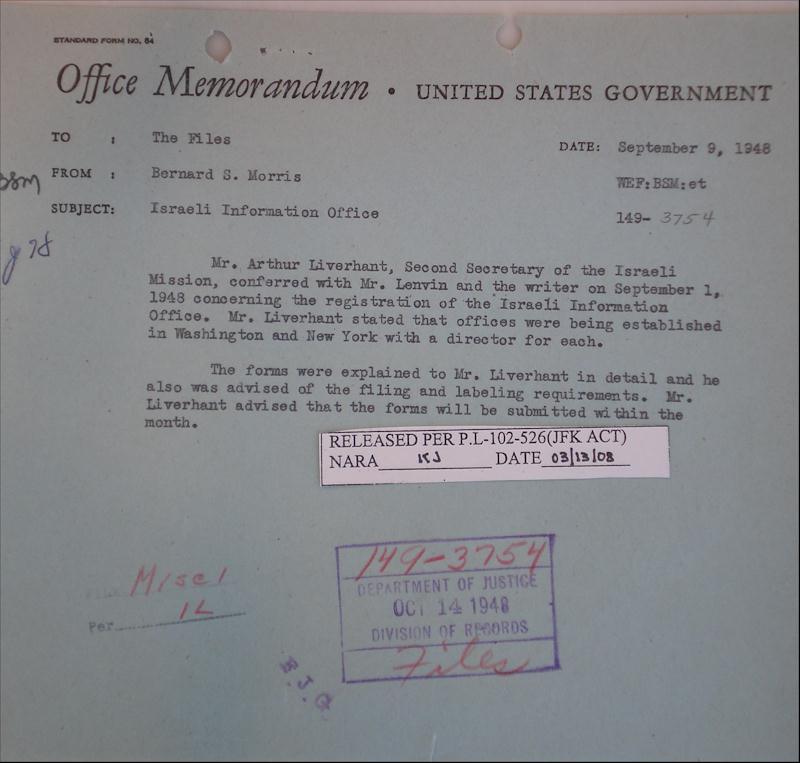 STANDARD FORM NO. 64
Office Memorandum • UNITED STATES GOVERNMENT
TO : The Files
DATE: September 9, 1948
BSM
FROM : Bernard S. Morris
WEF:BSM:et
SUBJECT: Israeli Information Office
149- 3754
Mr. Arthur Liverhant, Second Secretary of the Israeli
Mission, conferred with Mr. Lenvin and the writer on September 1,
1948 concerning the registration of the Israeli Information
Office. Mr. Liverhant stated that offices were being established
in Washington and New York with a director for each.
The forms were explained to Mr. Liverhant in detail and he
also was advised of the filing and labeling requirements. Mr.
Liverhant advised that the forms will be submitted within the
month.
RELEASED PER P.L-102-526(JFK ACT)
NARA KJ DATE 03/13/08
149-3754
DEPARTMENT OF JUSTICE
OCT 14 1948
DIVISION OF RECORDS
Files
Miscl
Per